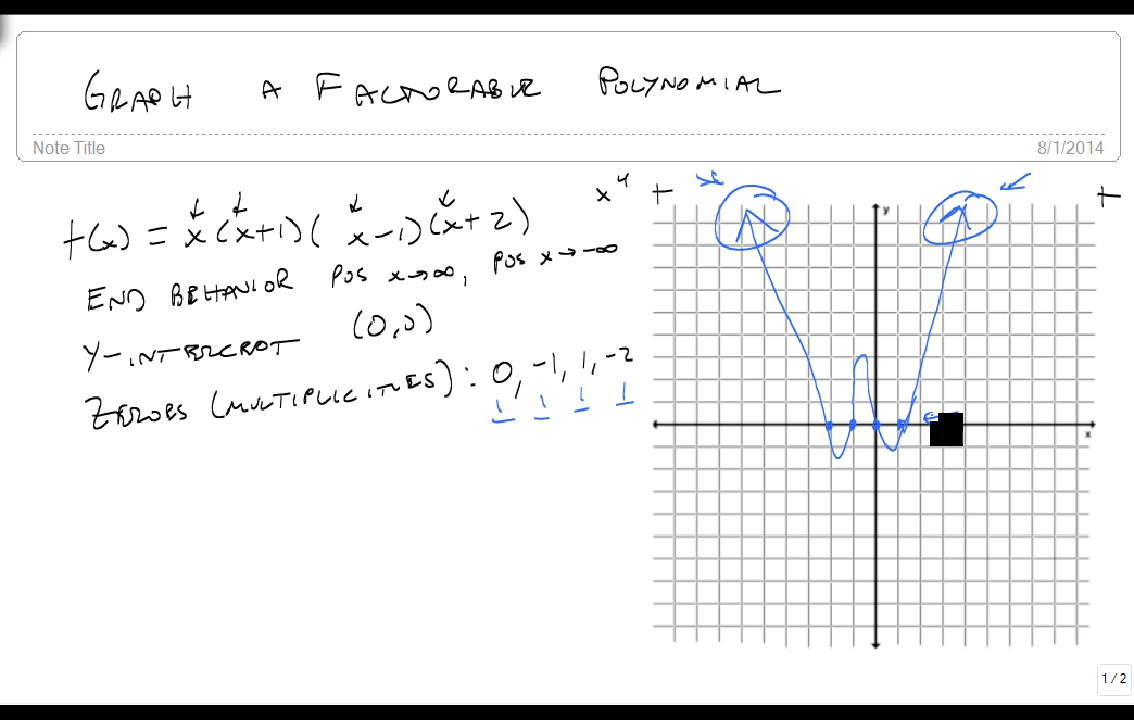 GRAPH A FACTORABLE POLYNOMIAL
Note Title 8/1/2014
f(x) = x(x+1)(x-1)(x+2)
x⁴ + +
END BEHAVIOR POS x→∞, POS x→-∞
Y-INTERCEPT (0,0)
ZEROES (MULTIPLICITIES): 0, -1, 1, -2
1 1 1 1
y
x
1 / 2